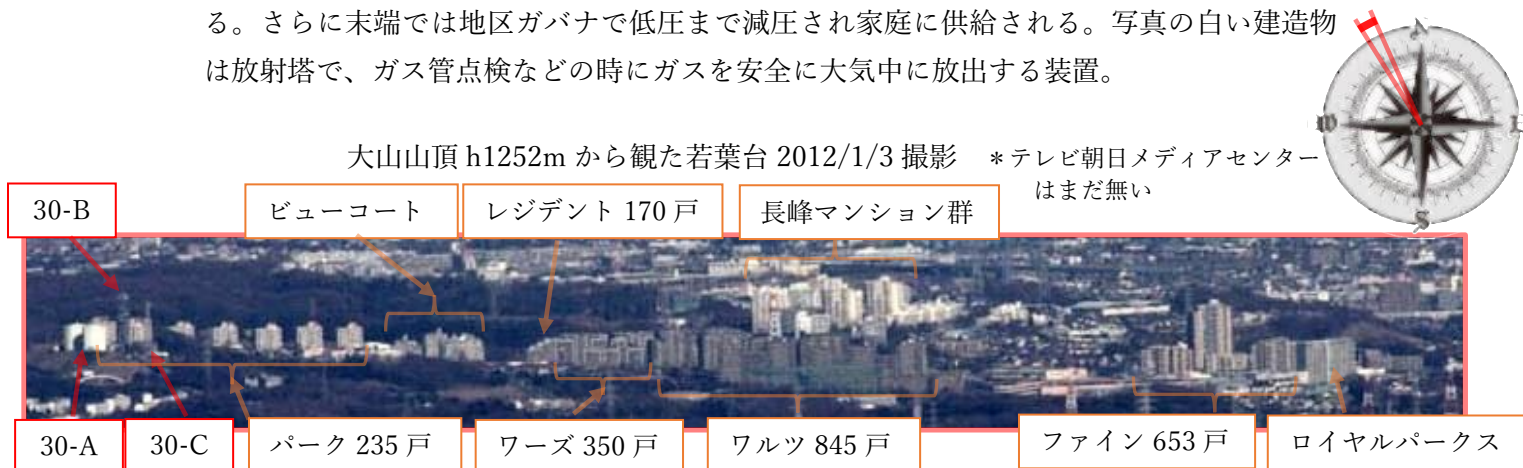 る。さらに末端では地区ガバナで低圧まで減圧され家庭に供給される。写真の白い建造物
は放射塔で、ガス管点検などの時にガスを安全に大気中に放出する装置。
大山山頂 h1252m から観た若葉台 2012/1/3 撮影 ＊テレビ朝日メディアセンター
はまだ無い
N
W
E
S
30-B
ビューコート
レジデント 170 戸
長峰マンション群
30-A
30-C
パーク 235 戸
ワーズ 350 戸
ワルツ 845 戸
ファイン 653 戸
ロイヤルパークス